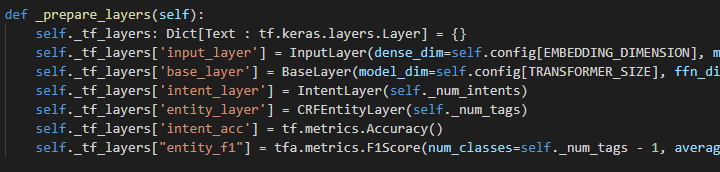 def _prepare_layers(self):
self._tf_layers: Dict[Text : tf.keras.layers.Layer] = {}
self._tf_layers['input_layer'] = InputLayer(dense_dim=self.config[EMBEDDING_DIMENSION],
self._tf_layers['base_layer'] = BaseLayer(model_dim=self.config[TRANSFORMER_SIZE], ffn_di
self._tf_layers['intent_layer'] = IntentLayer(self._num_intents)
self._tf_layers['entity_layer'] = CRFEntityLayer(self._num_tags)
self._tf_layers['intent_acc'] = tf.metrics.Accuracy()
self._tf_layers["entity_f1"] = tfa.metrics.F1Score(num_classes=self._num_tags - 1, averag